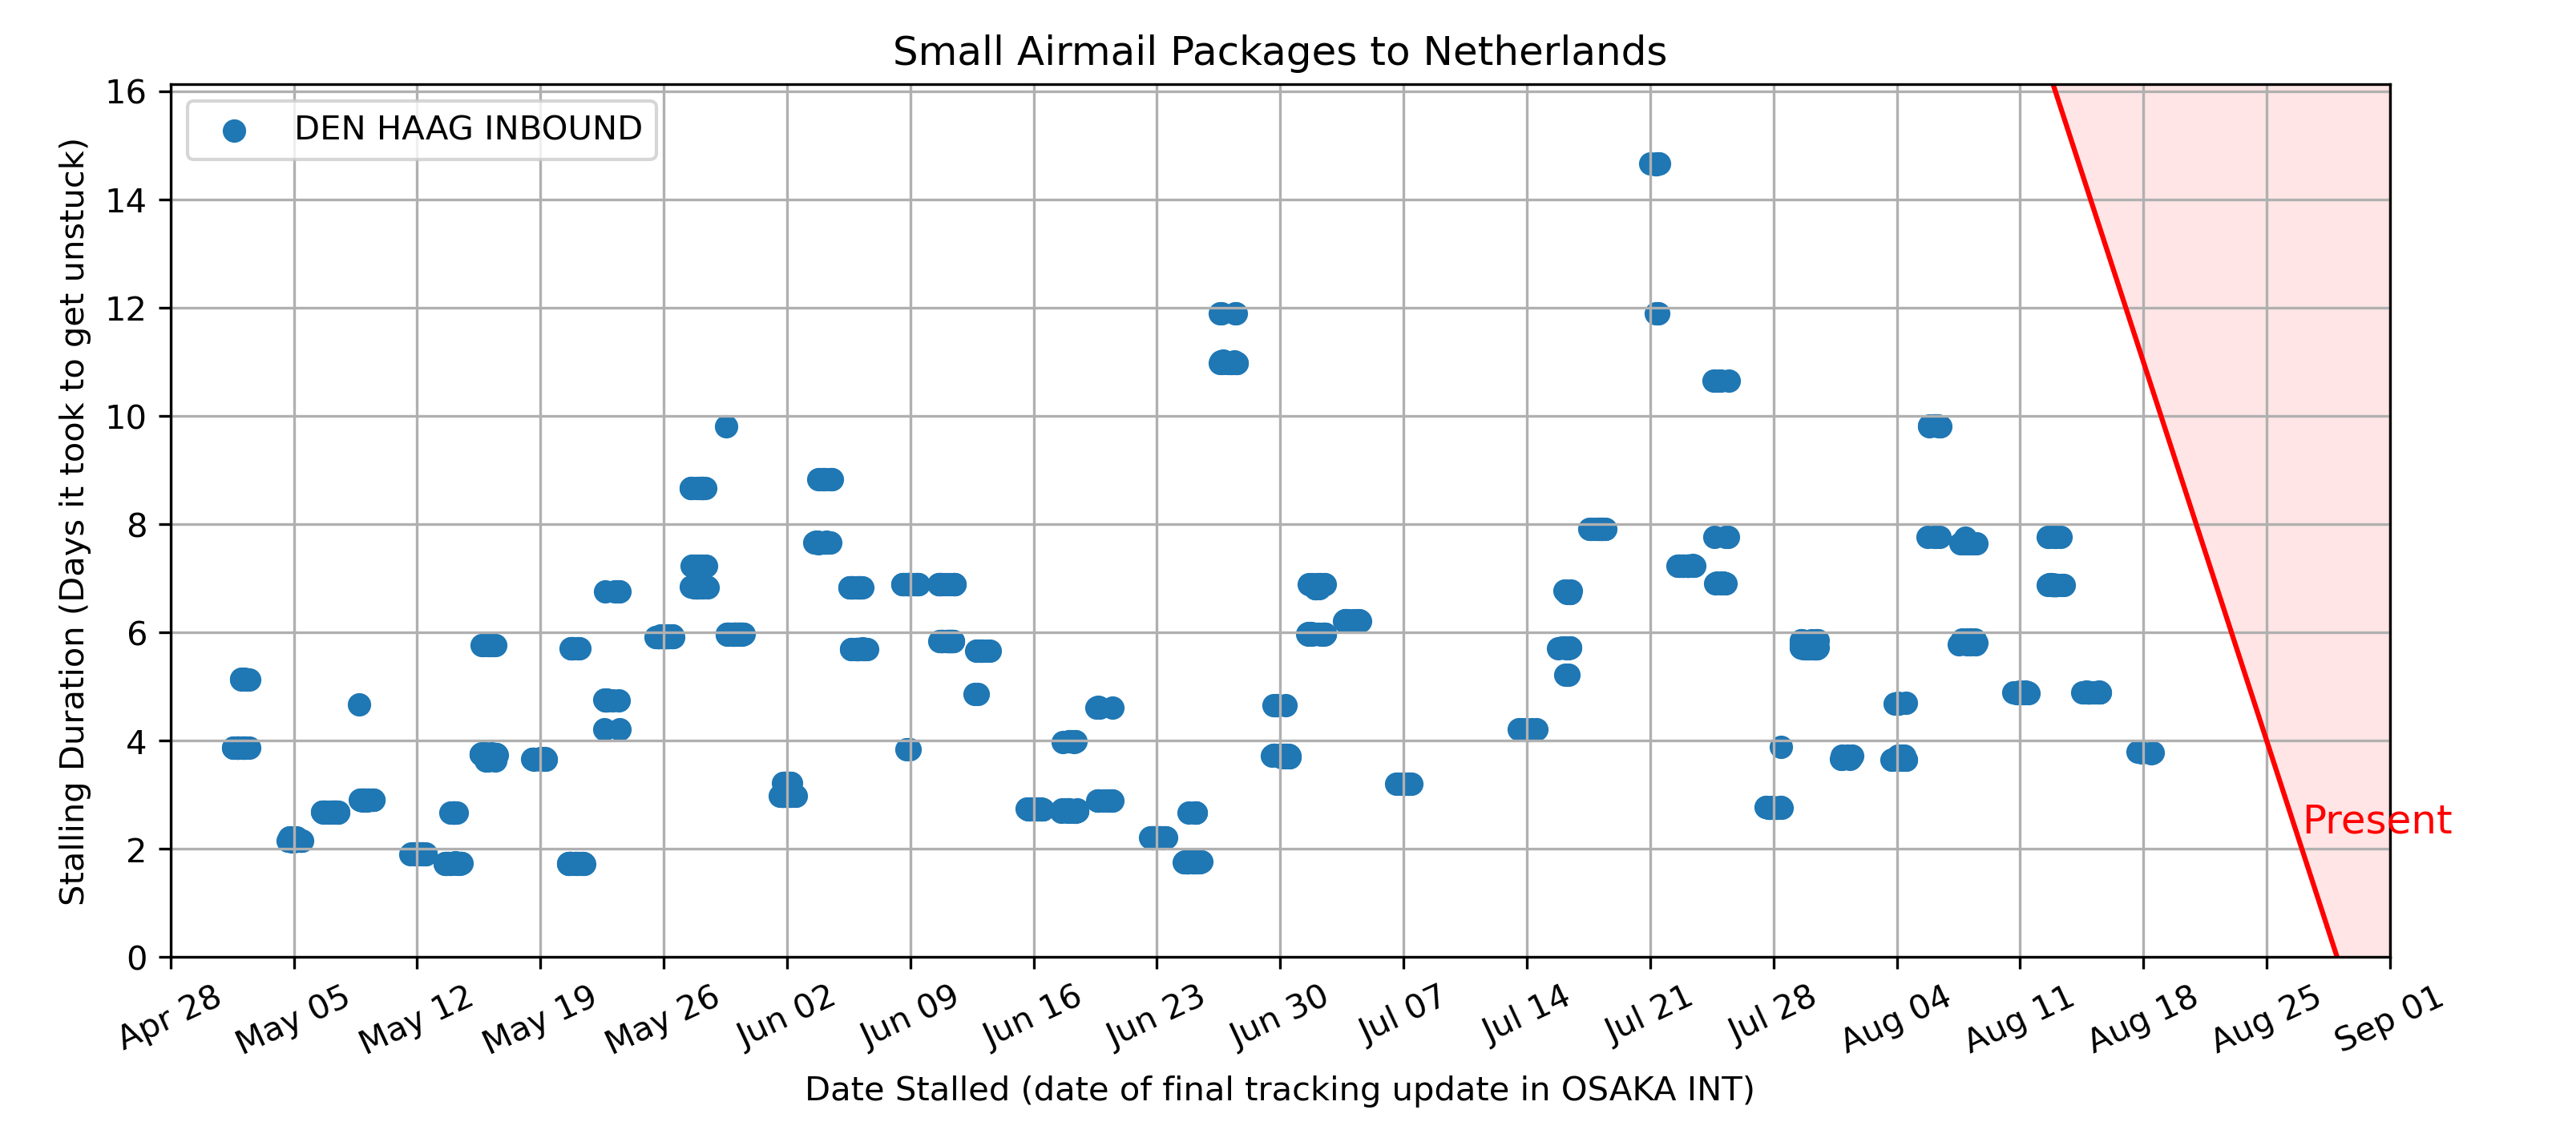 Small Airmail Packages to Netherlands
DEN HAAG INBOUND
Stalling Duration (Days it took to get unstuck)
16
14
12
10
8
6
4
2
0
Present
Apr 28 May 05 May 12 May 19 May 26 Jun 02 Jun 09 Jun 16 Jun 23 Jun 30 Jul 07 Jul 14 Jul 21 Jul 28 Aug 04 Aug 11 Aug 18 Aug 25 Sep 01
Date Stalled (date of final tracking update in OSAKA INT)